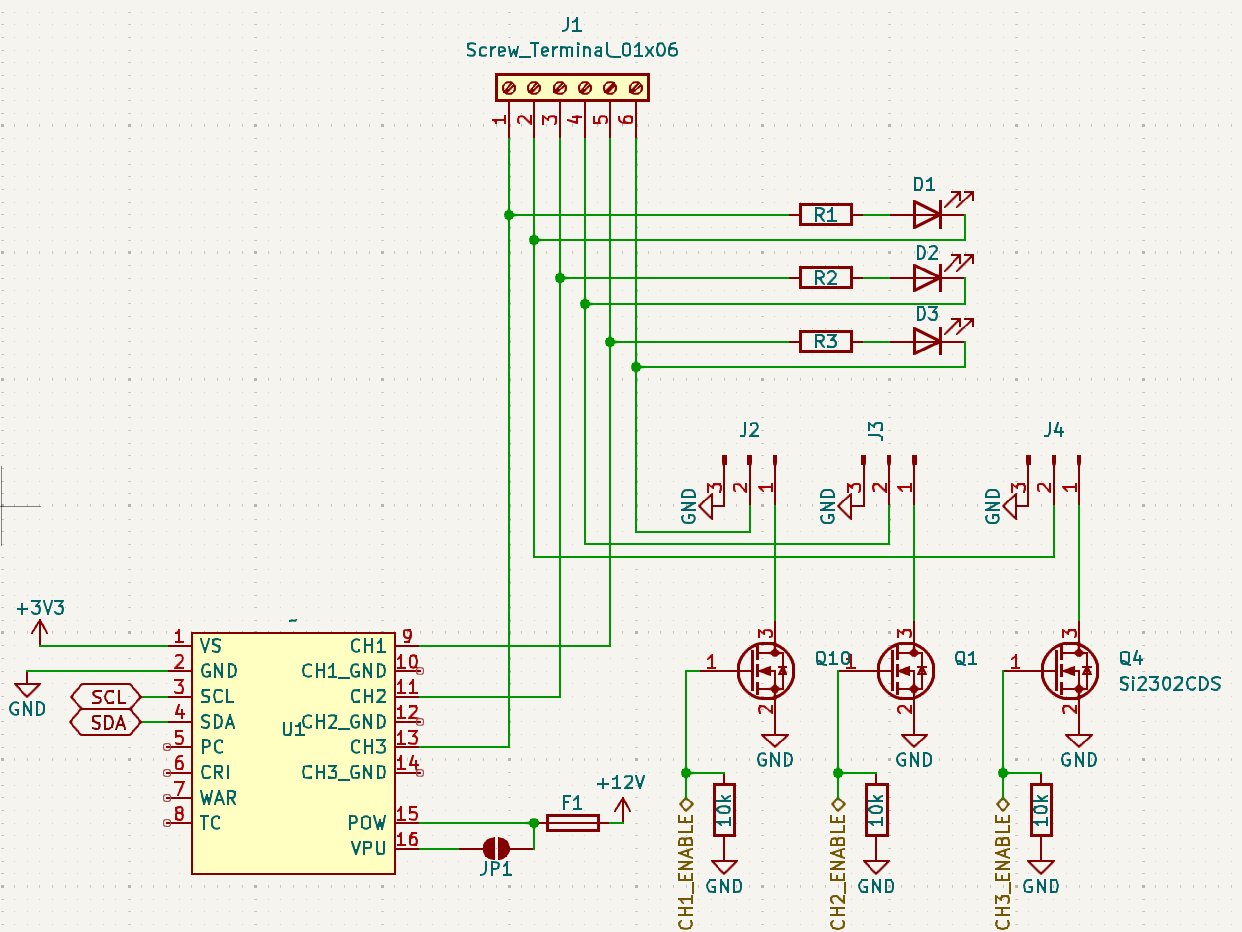 J1
Screw_Terminal_01x06
1 2 3 4 5 6
D1
R1
D2
R2
D3
R3
J2
J3
J4
GND 3 2 1
GND 3 2 1
GND 3 2 1
+3V3
~
1 VS
CH1 9
2 GND
CH1_GND 10
GND
SCL 3 SCL
CH2 11
SDA 4 SDA
CH2_GND 12
U1
5 PC
CH3 13
6 CRI
CH3_GND 14
7 WAR
8 TC
POW 15
VPU 16
F1
+12V
JP1
3
1
Q10
2
GND
3
1
Q1
2
GND
3
1
Q4
Si2302CDS
2
GND
CH1_ENABLE
10k
GND
CH2_ENABLE
10k
GND
CH3_ENABLE
10k
GND